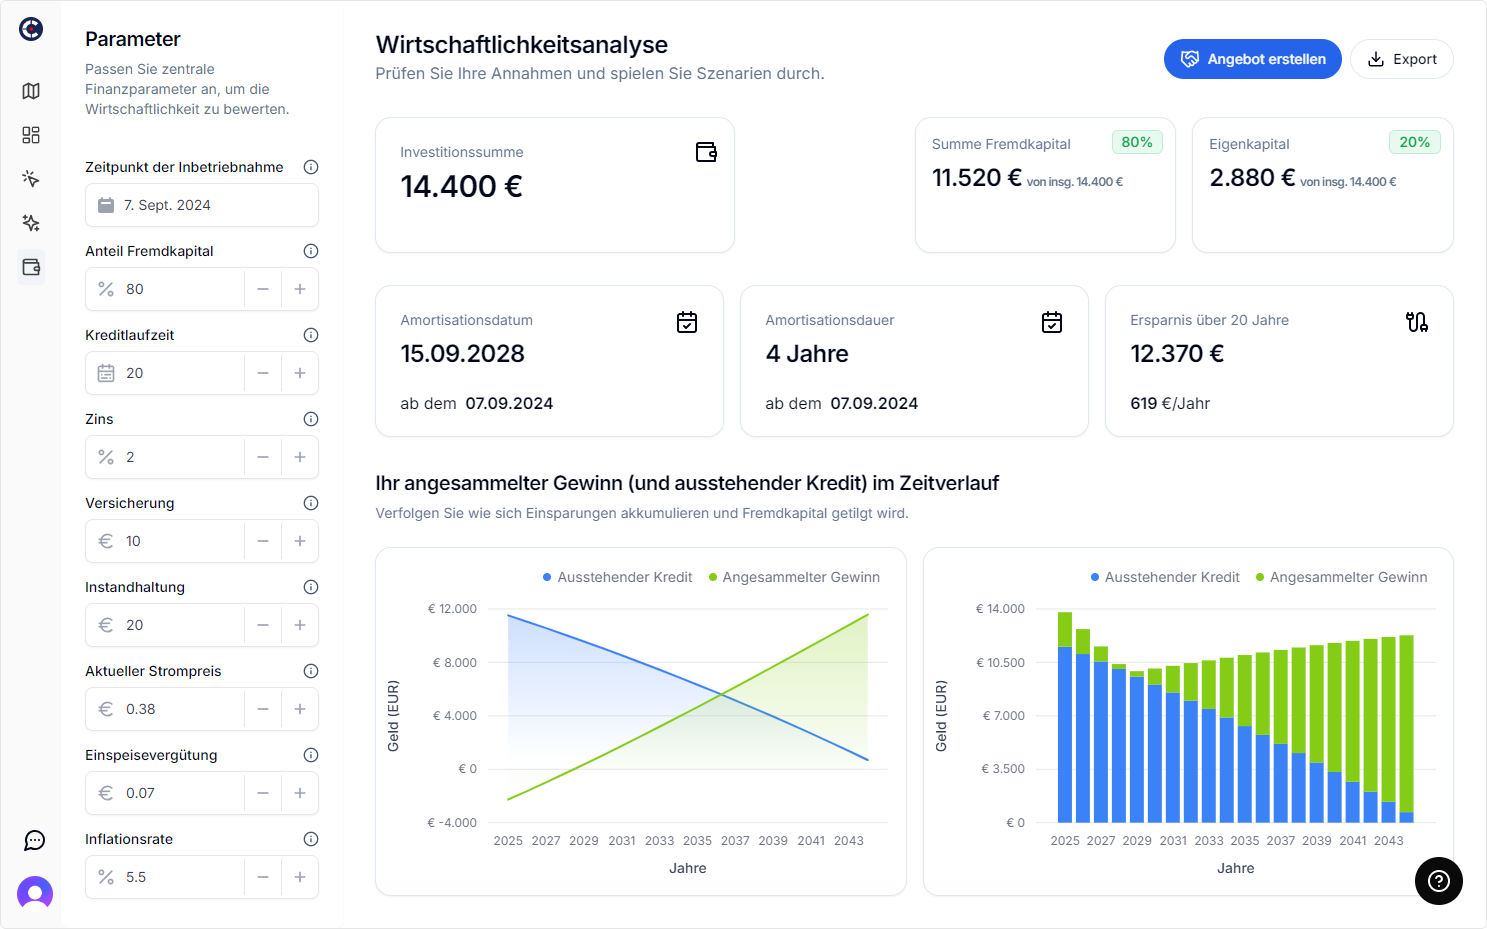 Parameter
Passen Sie zentrale
Finanzparameter an, um die
Wirtschaftlichkeit zu bewerten.
Zeitpunkt der Inbetriebnahme
7. Sept. 2024
Anteil Fremdkapital
80
Kreditlaufzeit
20
Zins
2
Versicherung
10
Instandhaltung
20
Aktueller Strompreis
0.38
Einspeisevergütung
0.07
Inflationsrate
5.5
Wirtschaftlichkeitsanalyse
Prüfen Sie Ihre Annahmen und spielen Sie Szenarien durch.
Angebot erstellen
Export
Investitionssumme
14.400 €
Summe Fremdkapital
80%
11.520 € von insg. 14.400 €
Eigenkapital
20%
2.880 € von insg. 14.400 €
Amortisationsdatum
15.09.2028
ab dem 07.09.2024
Amortisationsdauer
4 Jahre
ab dem 07.09.2024
Ersparnis über 20 Jahre
12.370 €
619 €/Jahr
Ihr angesammelter Gewinn (und ausstehender Kredit) im Zeitverlauf
Verfolgen Sie wie sich Einsparungen akkumulieren und Fremdkapital getilgt wird.
Ausstehender Kredit Angesammelter Gewinn
€ 12.000
€ 8.000
€ 4.000
€ 0
€ -4.000
Geld (EUR)
2025 2027 2029 2031 2033 2035 2037 2039 2041 2043
Jahre
Ausstehender Kredit Angesammelter Gewinn
€ 14.000
€ 10.500
€ 7.000
€ 3.500
€ 0
Geld (EUR)
2025 2027 2029 2031 2033 2035 2037 2039 2041 2043
Jahre